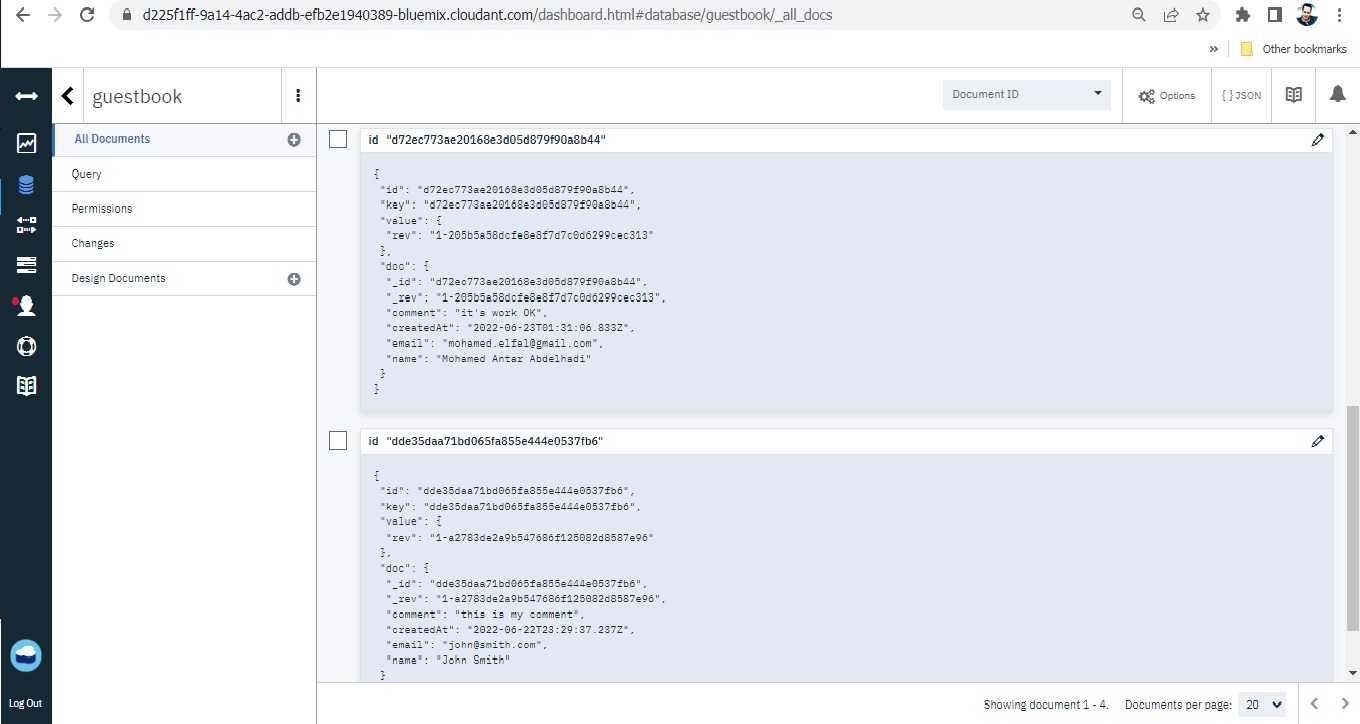 d225f1ff-9a14-4ac2-addb-efb2e1940389-bluemix.cloudant.com/dashboard.html#database/guestbook/_all_docs
»
Other bookmarks
guestbook
Document ID
Options
{ } JSON
All Documents
Query
Permissions
Changes
Design Documents
Log Out
id "d72ec773ae20168e3d05d879f90a8b44"
{
"id": "d72ec773ae20168e3d05d879f90a8b44",
"key": "d72ec773ae20168e3d05d879f90a8b44",
"value": {
"rev": "1-205b5a58dcfe8e8f7d7c0d6299cec313"
},
"doc": {
"_id": "d72ec773ae20168e3d05d879f90a8b44",
"_rev": "1-205b5a58dcfe8e8f7d7c0d6299cec313",
"comment": "it's work OK",
"createdAt": "2022-06-23T01:31:06.833Z",
"email": "mohamed.elfal@gmail.com",
"name": "Mohamed Antar Abdelhadi"
}
}
id "dde35daa71bd065fa855e444e0537fb6"
{
"id": "dde35daa71bd065fa855e444e0537fb6",
"key": "dde35daa71bd065fa855e444e0537fb6",
"value": {
"rev": "1-a2783de2a9b547686f125082d8587e96"
},
"doc": {
"_id": "dde35daa71bd065fa855e444e0537fb6",
"_rev": "1-a2783de2a9b547686f125082d8587e96",
"comment": "this is my comment",
"createdAt": "2022-06-22T23:29:37.237Z",
"email": "john@smith.com",
"name": "John Smith"
}
Showing document 1 - 4.
Documents per page: 20